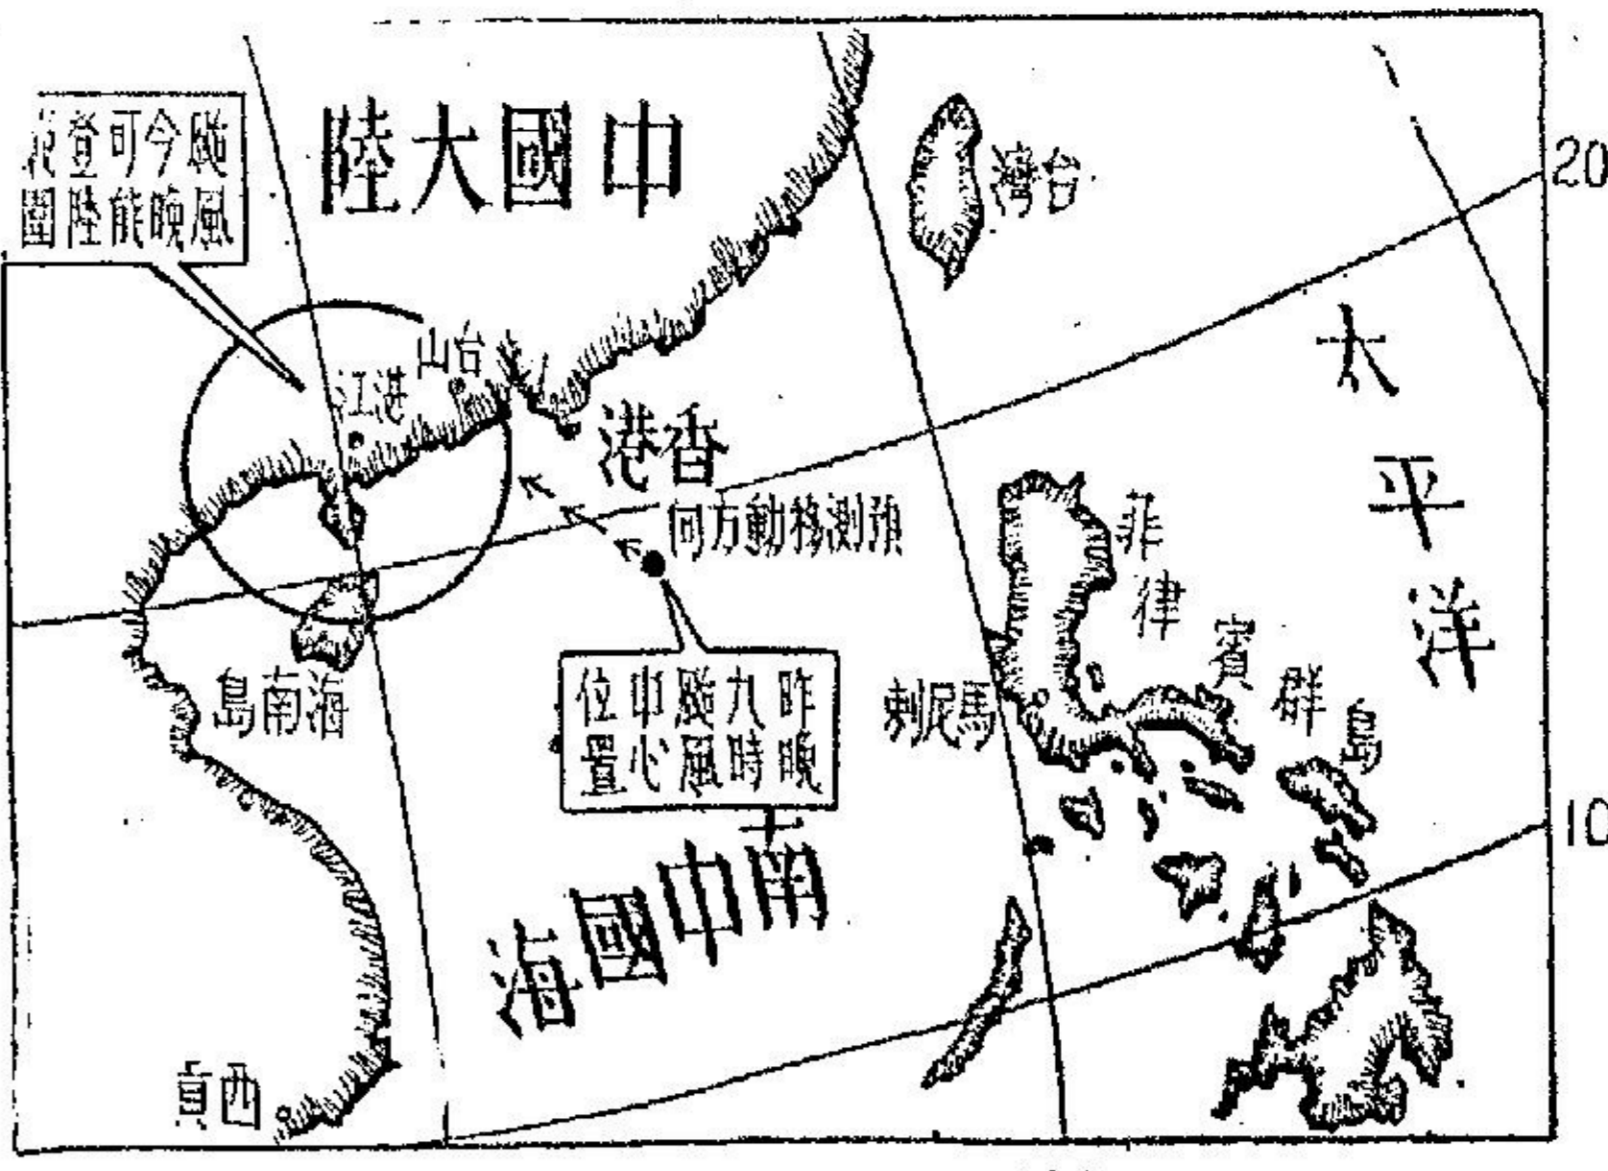 中國大陸
颱風今晚可能登陸範圍
台灣
20
太平洋
台山
湛江
香港
預測移動方向
菲律賓群島
海南島
昨晚九時颱風中心位置
馬尼剌
南中國海
10
西貢